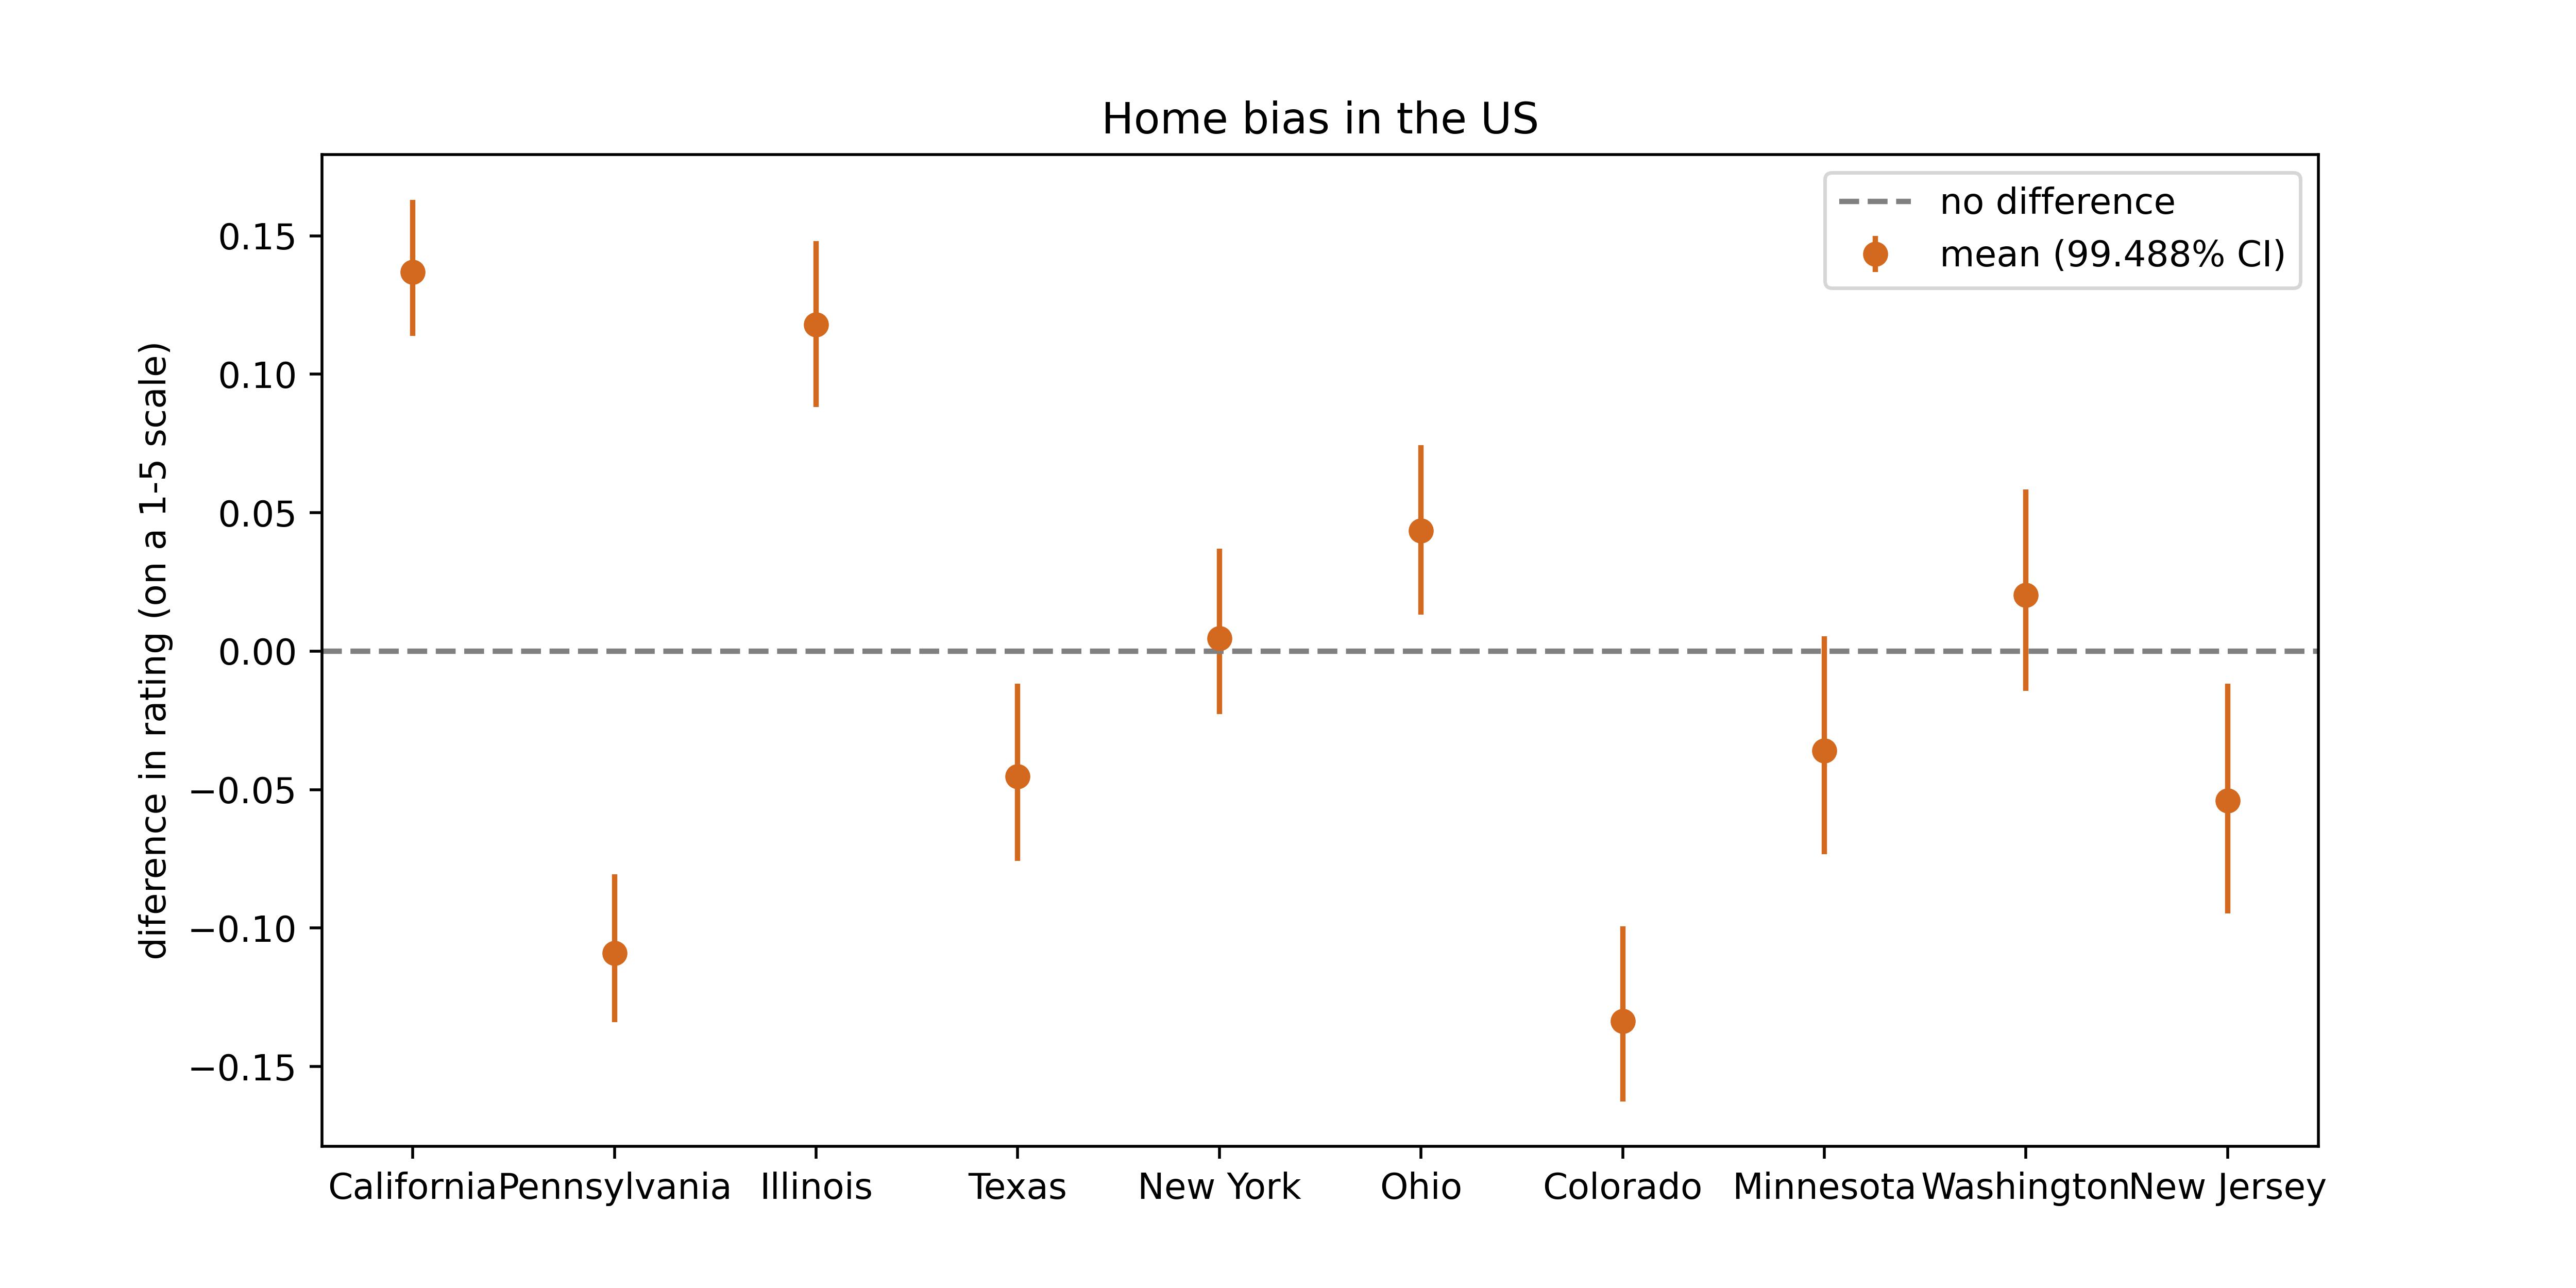 Home bias in the US
no difference
mean (99.488% CI)
diference in rating (on a 1-5 scale)
0.15
0.10
0.05
0.00
−0.05
−0.10
−0.15
California Pennsylvania Illinois Texas New York Ohio Colorado Minnesota Washington New Jersey